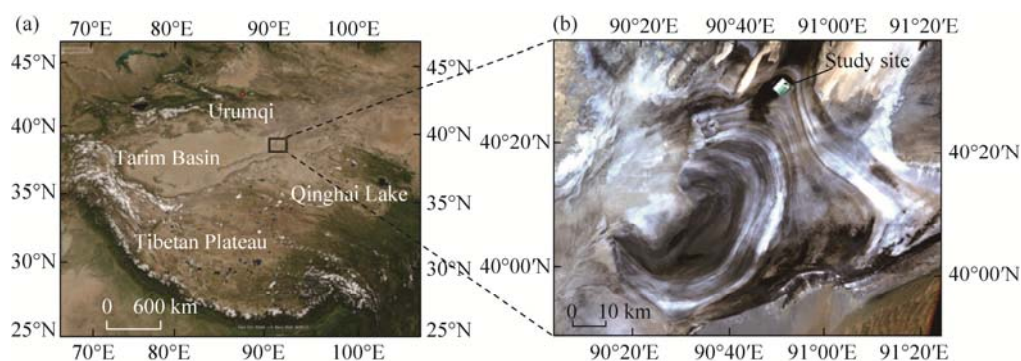 (a)
70°E 80°E 90°E 100°E
45°N
40°N
35°N
30°N
25°N
Urumqi
Tarim Basin
Qinghai Lake
Tibetan Plateau
0 600 km
45°N
40°N
35°N
30°N
25°N
70°E 80°E 90°E 100°E
(b)
90°20′E 90°40′E 91°00′E 91°20′E
Study site
40°20′N
40°00′N
40°20′N
40°00′N
0 10 km
90°20′E 90°40′E 91°00′E 91°20′E